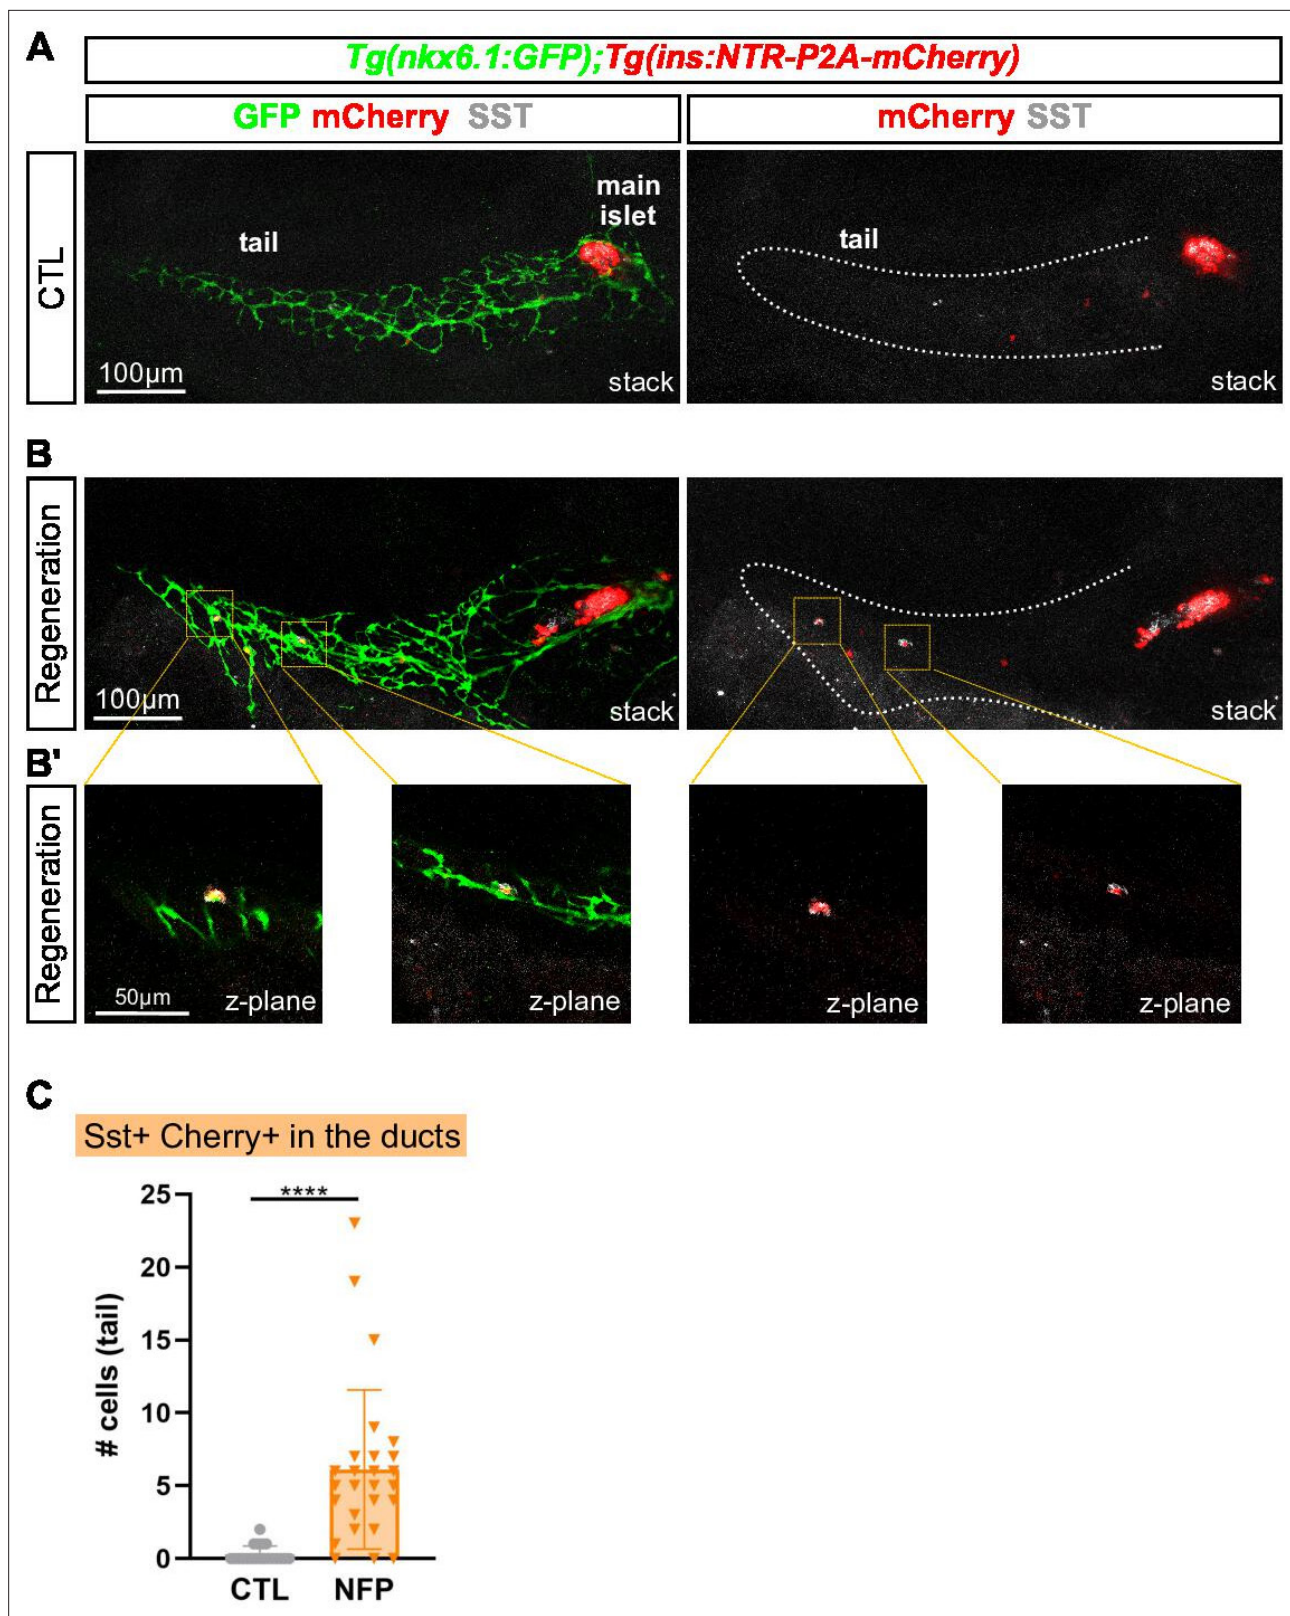 A
Tg(nkx6.1:GFP);Tg(ins:NTR-P2A-mCherry)
GFP mCherry SST
mCherry SST
CTL
tail
main
islet
100µm
stack
tail
stack
B
Regeneration
100µm
stack
stack
B'
Regeneration
50µm
z-plane
z-plane
z-plane
z-plane
C
Sst+ Cherry+ in the ducts
****
# cells (tail)
25
20
15
10
5
0
CTL
NFP